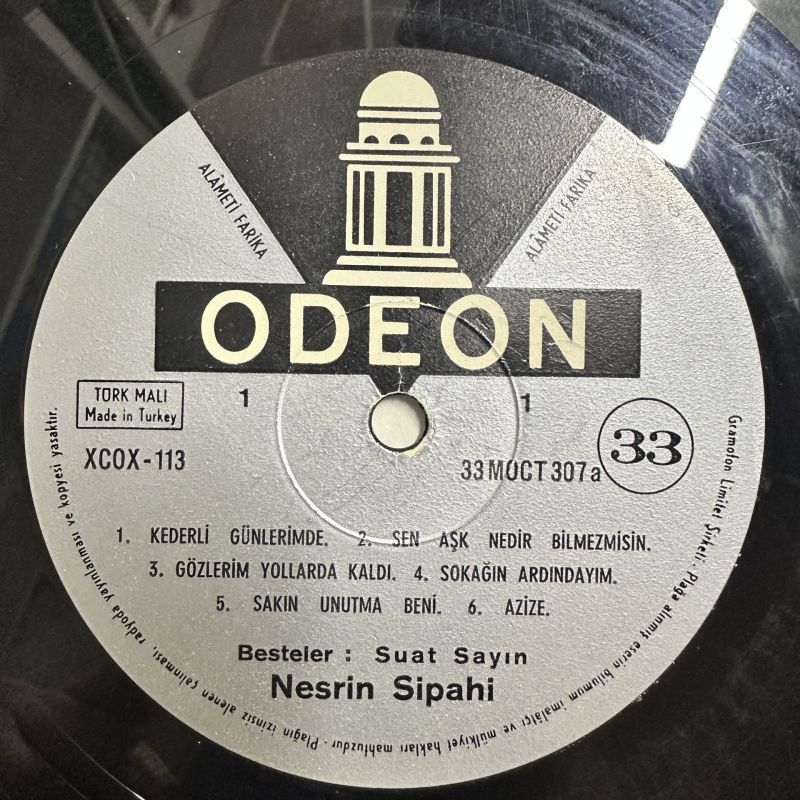 ALÂMETİ FARİKA
ALÂMETİ FARİKA
ODEON
TÜRK MALI
Made in Turkey
1
1
33
XCOX-113
33 MOCT 307a
1. KEDERLİ GÜNLERİMDE. 2. SEN AŞK NEDİR BİLMEZMİSİN.
3. GÖZLERİM YOLLARDA KALDI. 4. SOKAĞIN ARDINDAYIM.
5. SAKIN UNUTMA BENİ. 6. AZİZE.
Besteler : Suat Sayın
Nesrin Sipahi
Gramofon Limitet Şirketi - Plağa alınmış eserin bilumum imalâtçı ve mülkiyet hakları mahfuzdur - Plağın izinsiz alenen çalınması, radyoda yayınlanması ve kopyesi yasaktır.